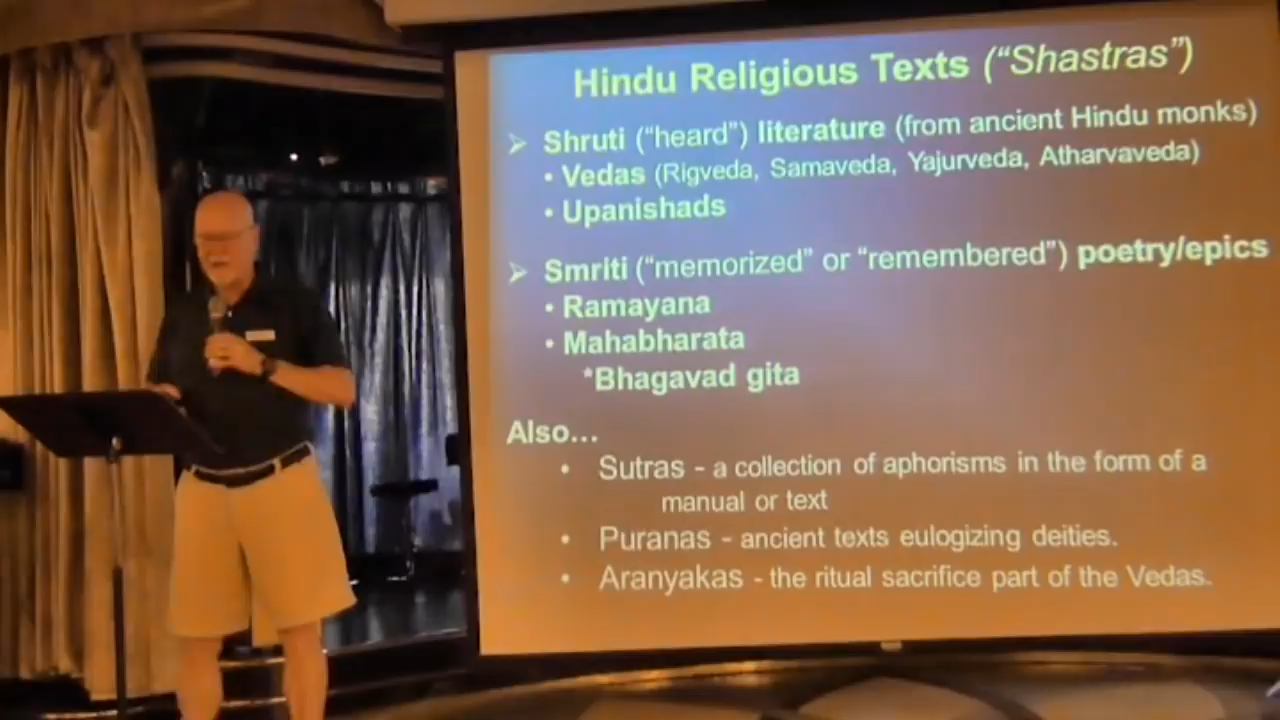 Hindu Religious Texts (“Shastras”)
➢ Shruti (“heard”) literature (from ancient Hindu monks)
• Vedas (Rigveda, Samaveda, Yajurveda, Atharvaveda)
• Upanishads
➢ Smriti (“memorized” or “remembered”) poetry/epics
• Ramayana
• Mahabharata
*Bhagavad gita
Also...
• Sutras - a collection of aphorisms in the form of a
manual or text
• Puranas - ancient texts eulogizing deities.
• Aranyakas - the ritual sacrifice part of the Vedas.